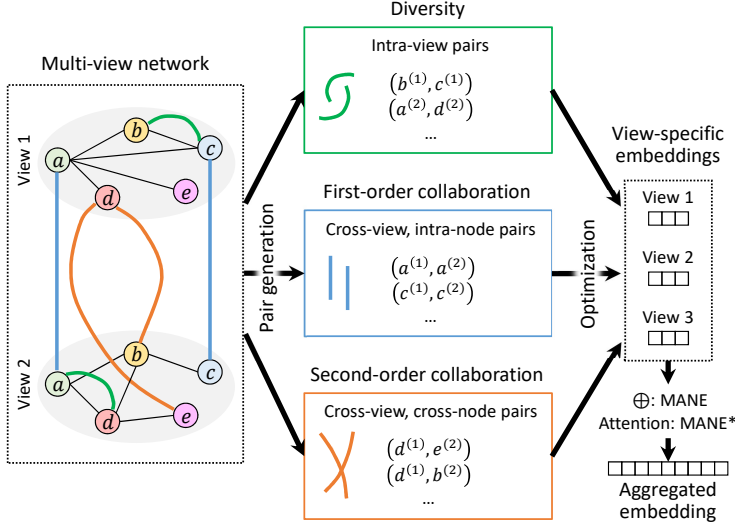 Multi-view network
View 1
a
b
c
d
e
View 2
a
b
c
d
e
Pair generation
Diversity
Intra-view pairs
(b⁽¹⁾, c⁽¹⁾)
(a⁽²⁾, d⁽²⁾)
...
First-order collaboration
Cross-view, intra-node pairs
(a⁽¹⁾, a⁽²⁾)
(c⁽¹⁾, c⁽²⁾)
...
Second-order collaboration
Cross-view, cross-node pairs
(d⁽¹⁾, e⁽²⁾)
(d⁽¹⁾, b⁽²⁾)
...
Optimization
View-specific
embeddings
View 1
View 2
View 3
⊕: MANE
Attention: MANE*
Aggregated
embedding